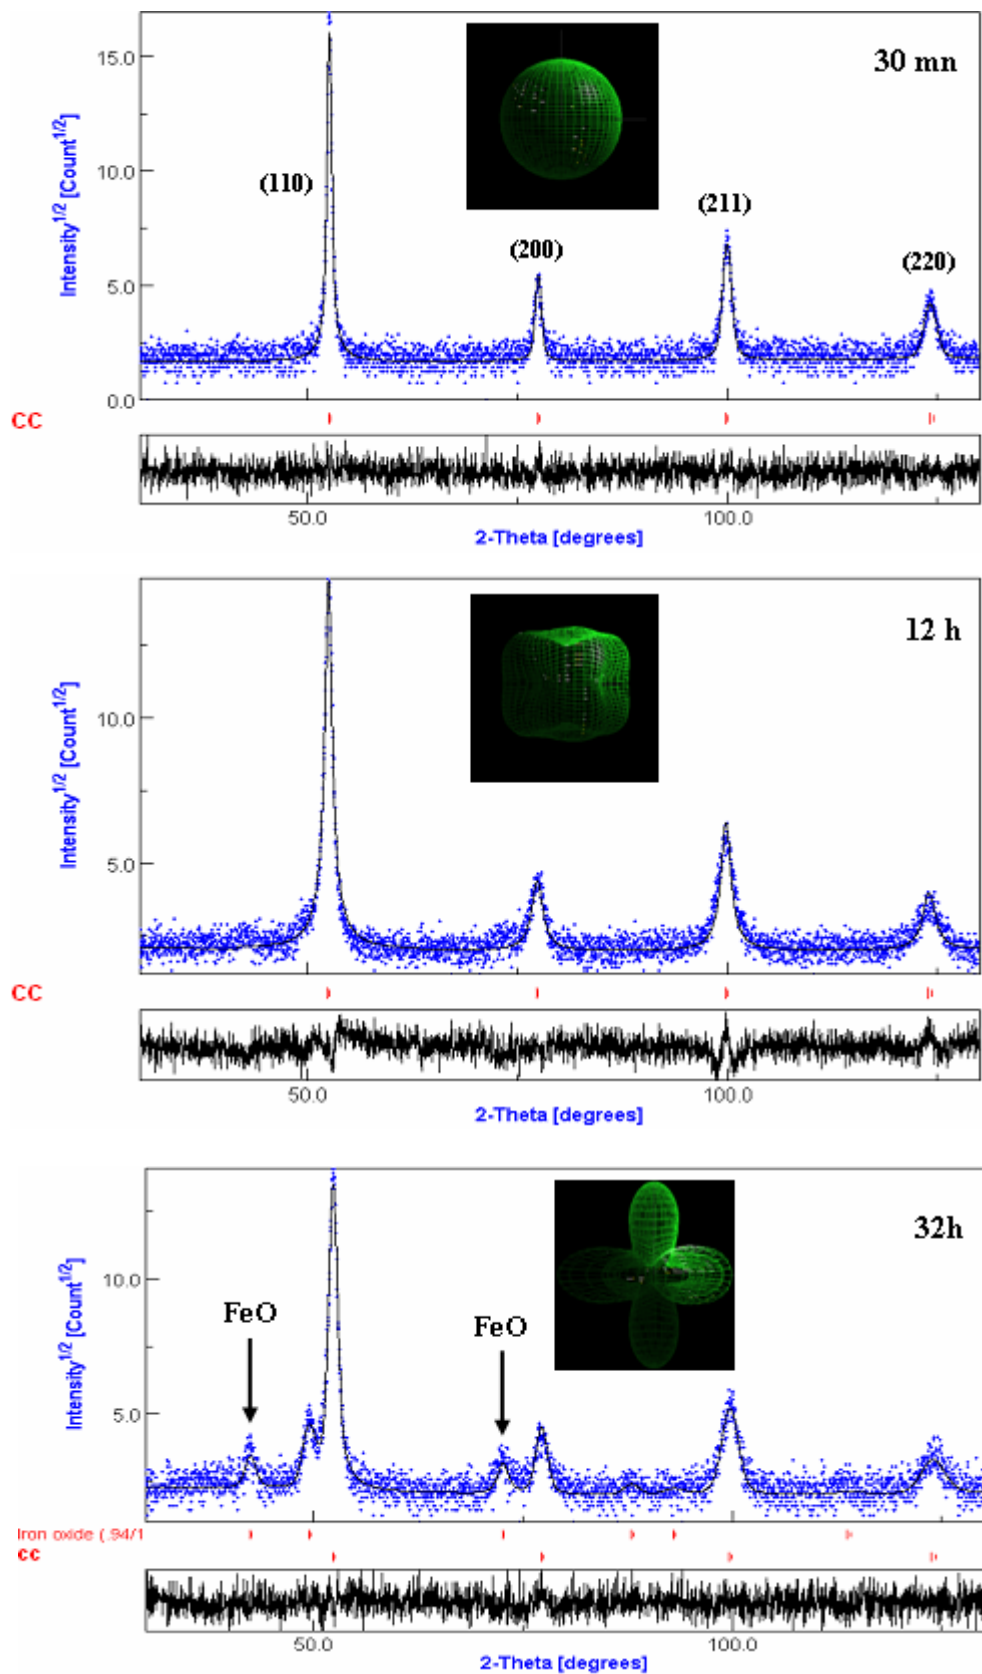 15.0
30 mn
Intensity1/2 [Count1/2]
10.0
(110)
(211)
(200)
(220)
5.0
0.0
CC
50.0
100.0
2-Theta [degrees]
12 h
Intensity1/2 [Count1/2]
10.0
5.0
CC
50.0
100.0
2-Theta [degrees]
32h
Intensity1/2 [Count1/2]
10.0
FeO
FeO
5.0
Iron oxide (.94/1
CC
50.0
100.0
2-Theta [degrees]